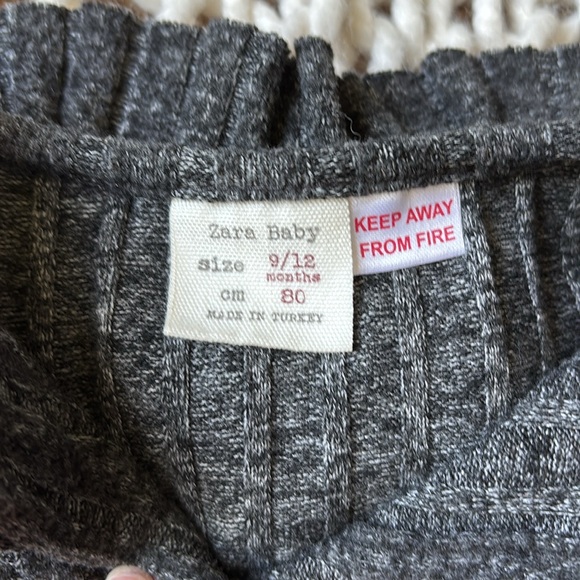 Zara Baby
size 9/12
months
cm 80
MADE IN TURKEY
KEEP AWAY
FROM FIRE